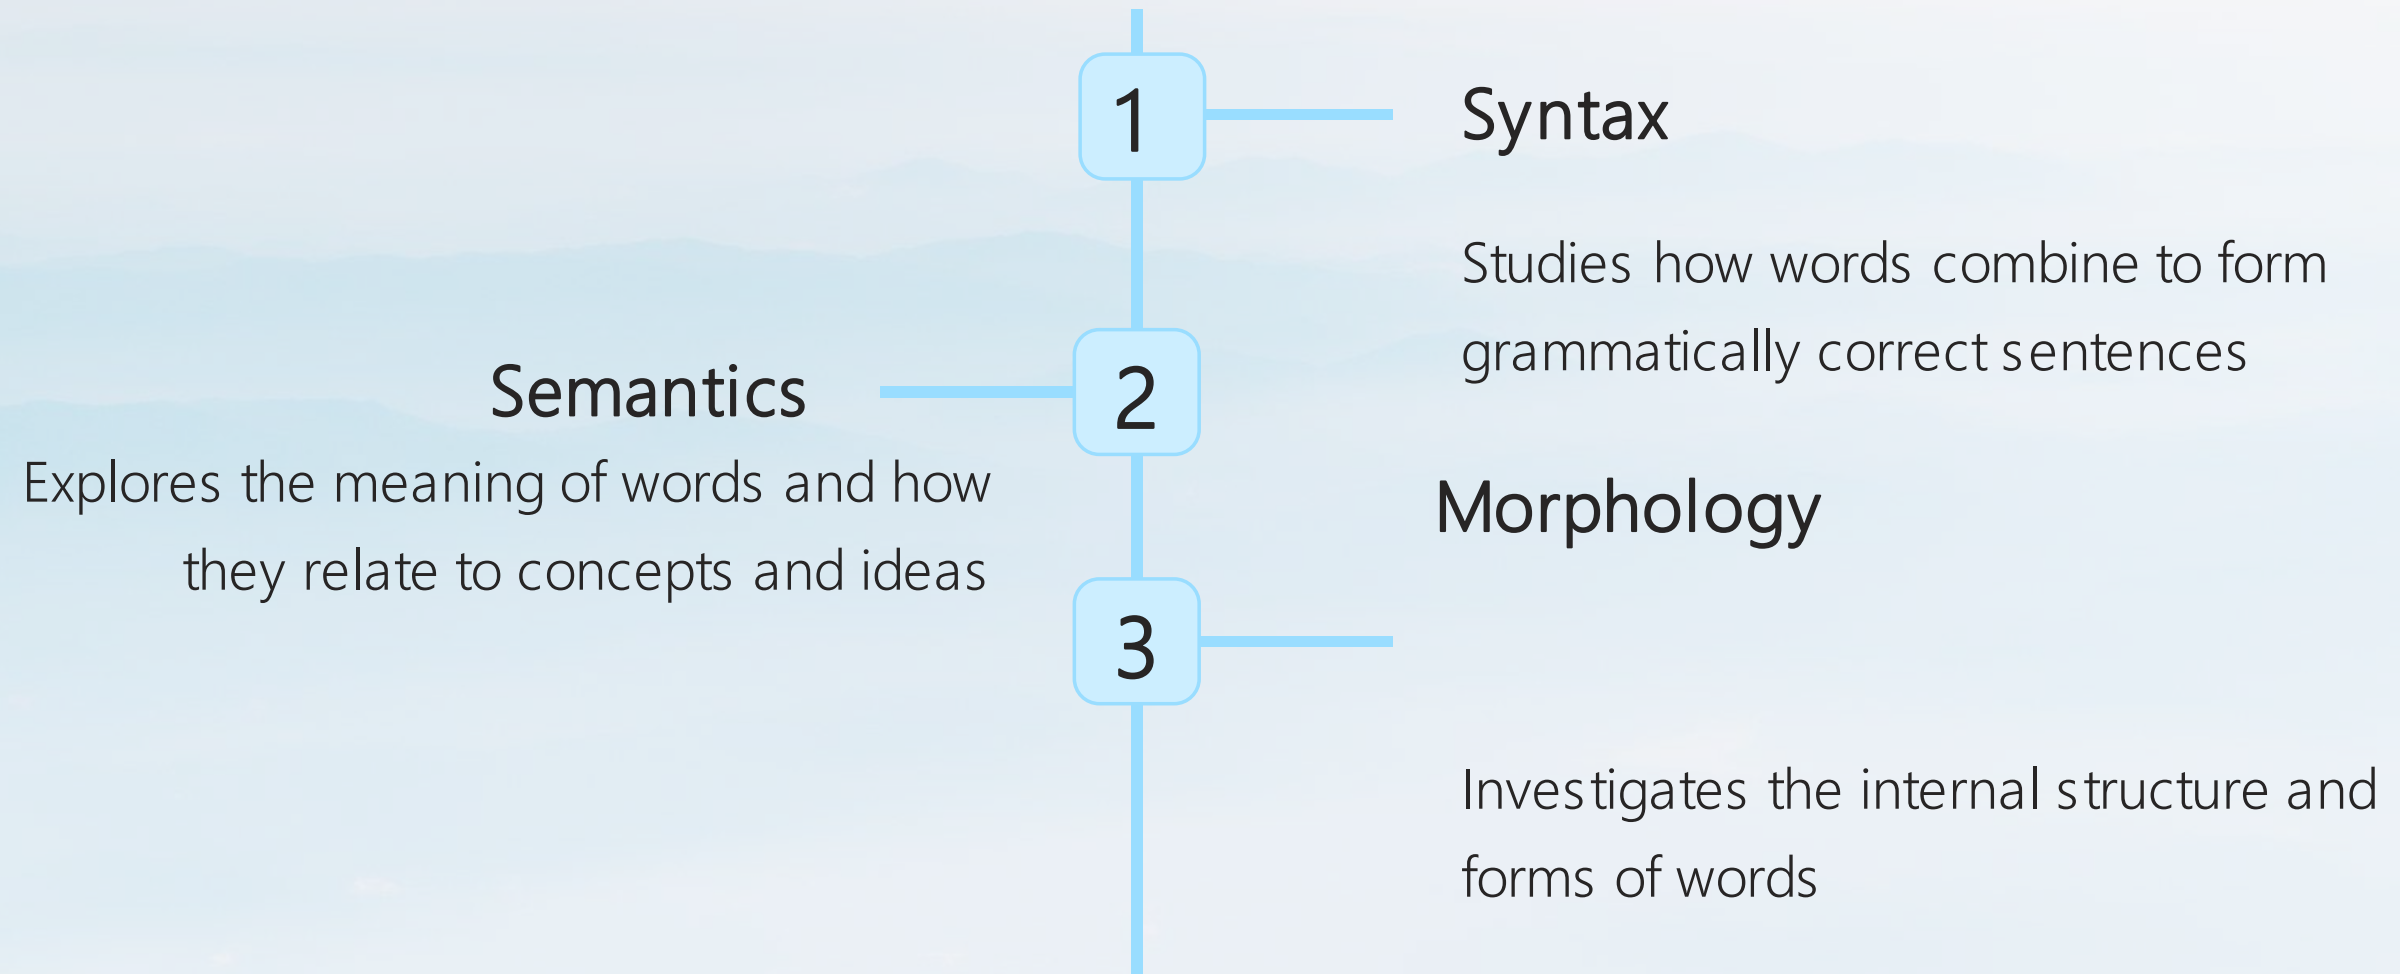 1
Syntax
Studies how words combine to form
grammatically correct sentences
2
Semantics
Explores the meaning of words and how
they relate to concepts and ideas
3
Morphology
Investigates the internal structure and
forms of words